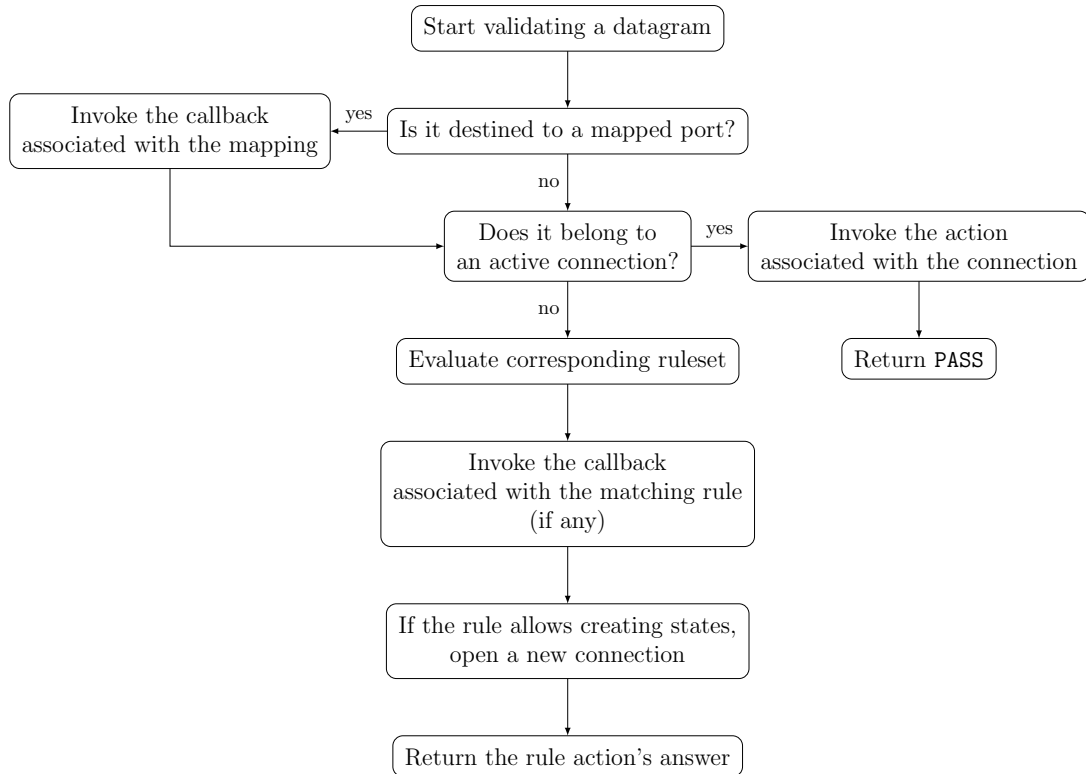 Start validating a datagram
Invoke the callback
associated with the mapping
yes
Is it destined to a mapped port?
no
Does it belong to
an active connection?
yes
Invoke the action
associated with the connection
no
Evaluate corresponding ruleset
Return PASS
Invoke the callback
associated with the matching rule
(if any)
If the rule allows creating states,
open a new connection
Return the rule action's answer